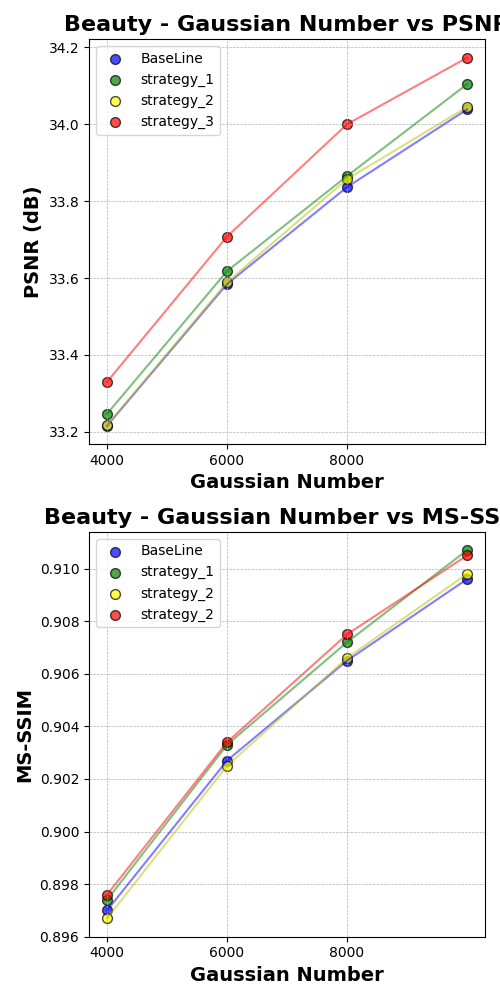 Beauty - Gaussian Number vs PSNR
34.2
34.0
33.8
33.6
33.4
33.2
PSNR (dB)
BaseLine
strategy_1
strategy_2
strategy_3
4000
6000
8000
Gaussian Number
Beauty - Gaussian Number vs MS-SS
0.910
0.908
0.906
0.904
0.902
0.900
0.898
0.896
MS-SSIM
BaseLine
strategy_1
strategy_2
strategy_2
4000
6000
8000
Gaussian Number